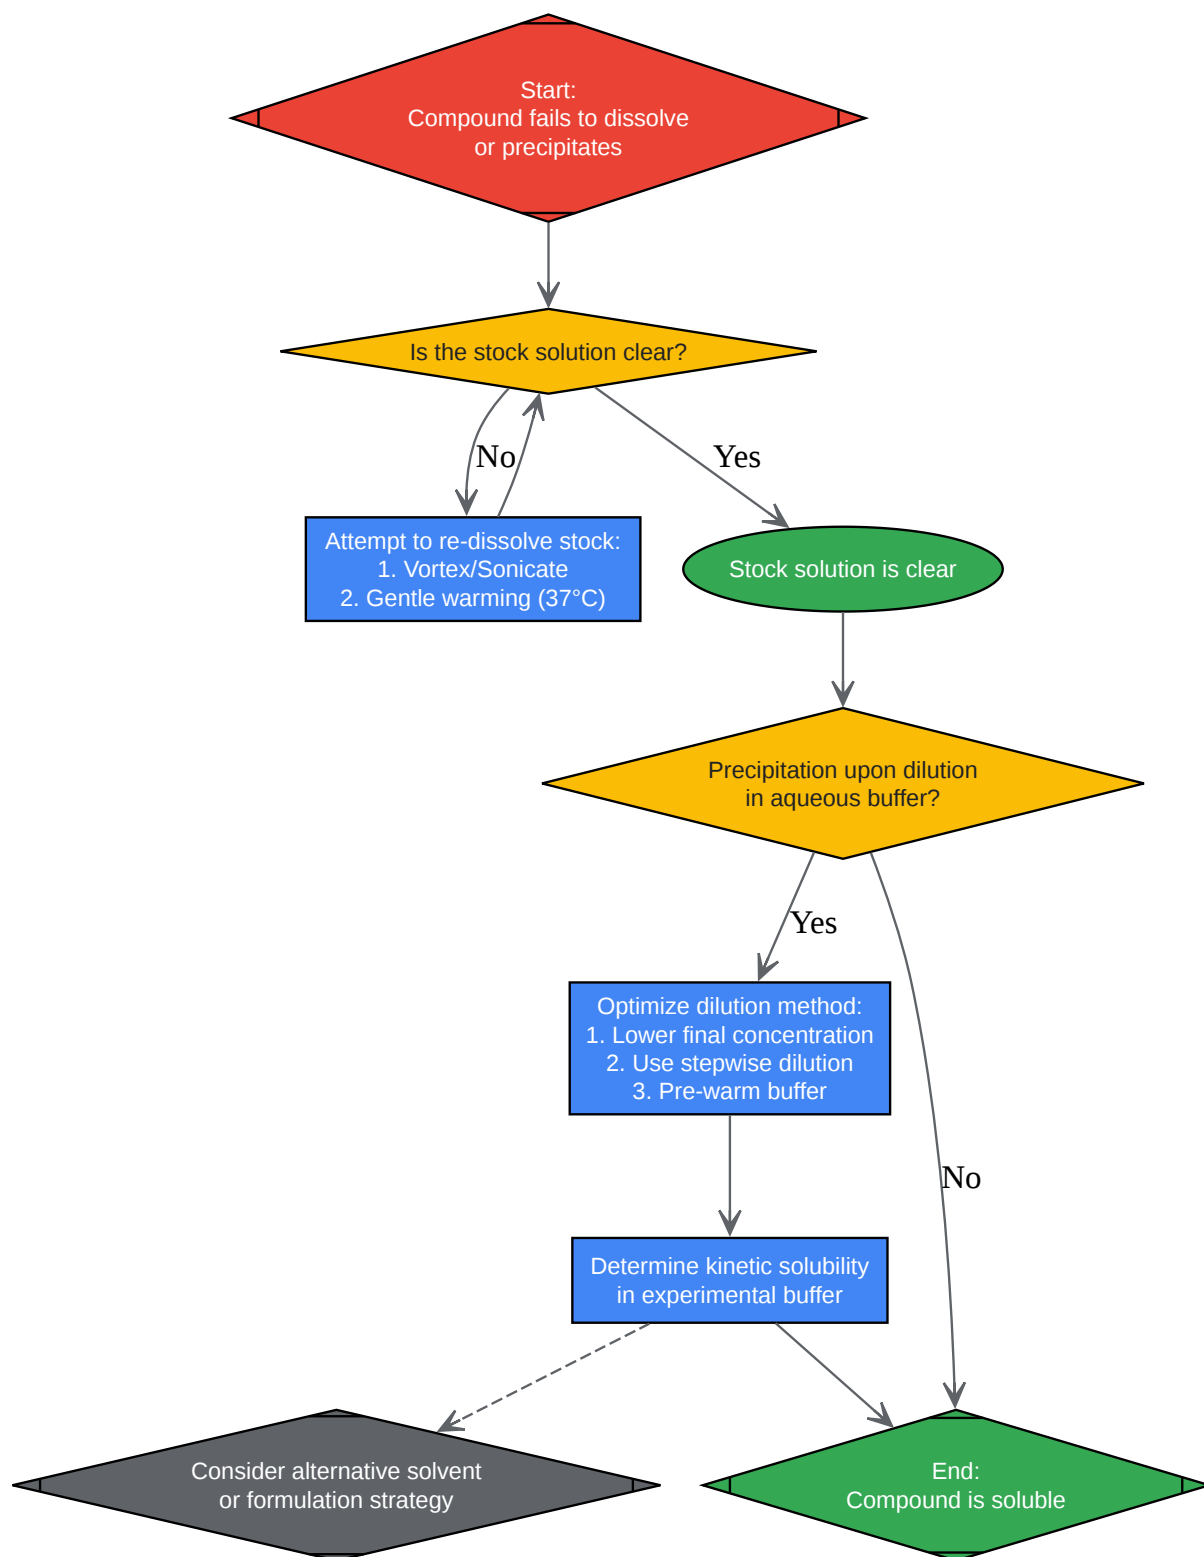 Start:
Compound fails to dissolve
or precipitates
Is the stock solution clear?
No
Yes
Attempt to re-dissolve stock:
1. Vortex/Sonicate
2. Gentle warming (37°C)
Stock solution is clear
Precipitation upon dilution
in aqueous buffer?
Yes
Optimize dilution method:
1. Lower final concentration
2. Use stepwise dilution
3. Pre-warm buffer
No
Determine kinetic solubility
in experimental buffer
Consider alternative solvent
or formulation strategy
End:
Compound is soluble